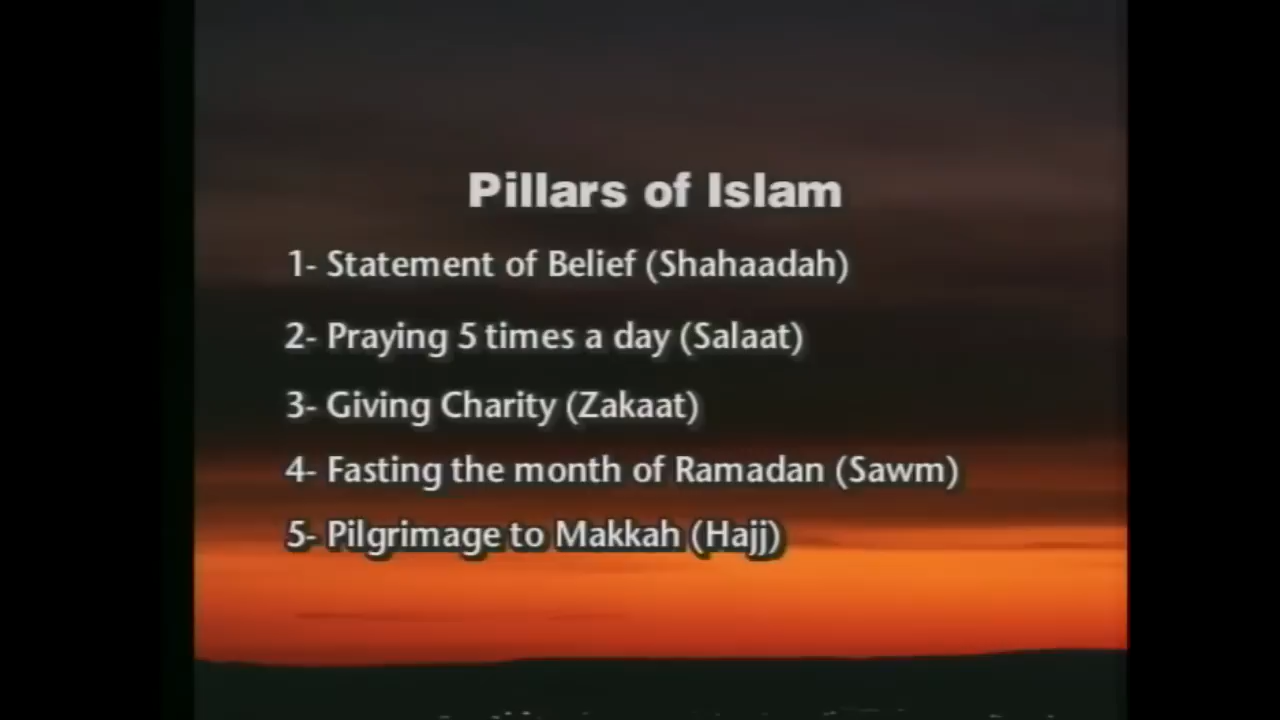 Pillars of Islam
1- Statement of Belief (Shahaadah)
2- Praying 5 times a day (Salaat)
3- Giving Charity (Zakaat)
4- Fasting the month of Ramadan (Sawm)
5- Pilgrimage to Makkah (Hajj)